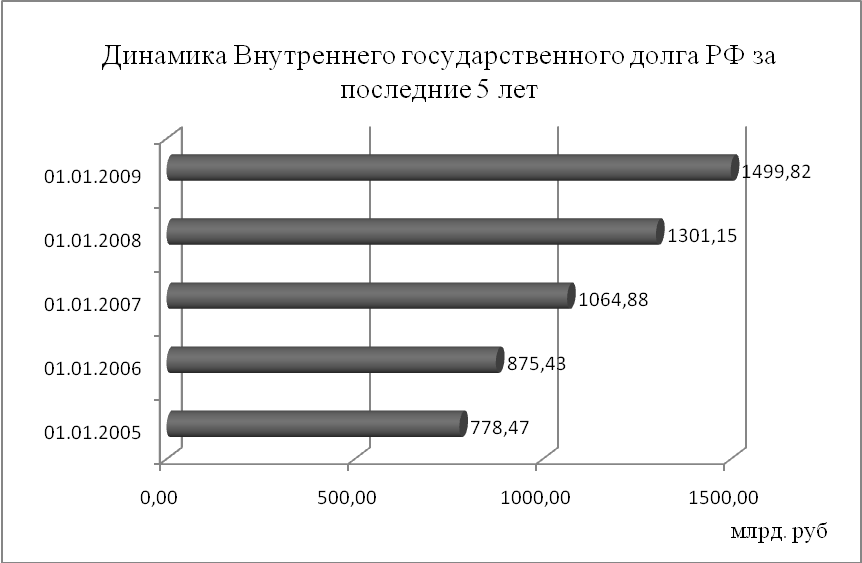 Динамика Внутреннего государственного долга РФ за
последние 5 лет
01.01.2009
1499,82
01.01.2008
1301,15
01.01.2007
1064,88
01.01.2006
875,43
01.01.2005
778,47
0,00 500,00 1000,00 1500,00
млрд. руб